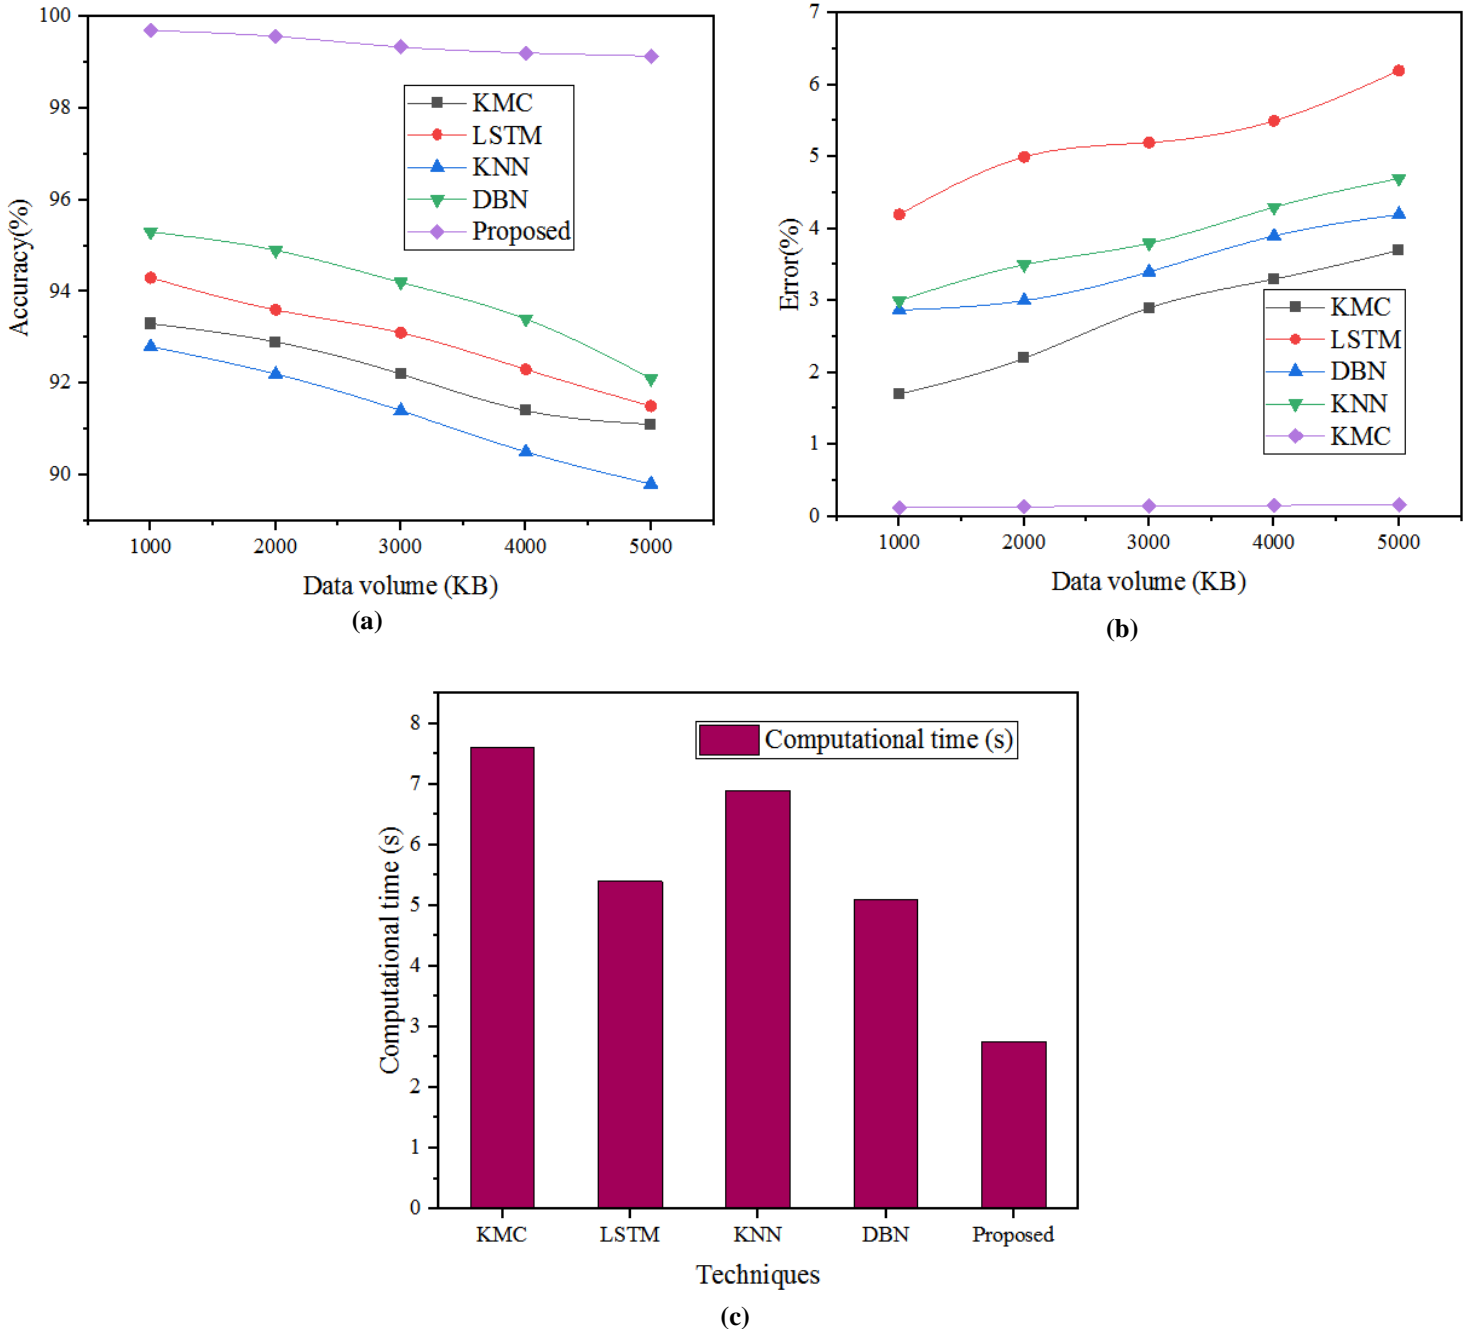 100
98
96
94
92
90
Accuracy(%)
KMC
LSTM
KNN
DBN
Proposed
1000 2000 3000 4000 5000
Data volume (KB)
(a)
7
6
5
4
3
2
1
0
Error(%)
KMC
LSTM
DBN
KNN
KMC
1000 2000 3000 4000 5000
Data volume (KB)
(b)
8
7
6
5
4
3
2
1
0
Computational time (s)
Computational time (s)
KMC LSTM KNN DBN Proposed
Techniques
(c)